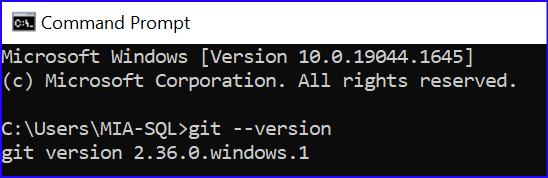 Command Prompt
Microsoft Windows [Version 10.0.19044.1645]
(c) Microsoft Corporation. All rights reserved.
C:\Users\MIA-SQL>git --version
git version 2.36.0.windows.1